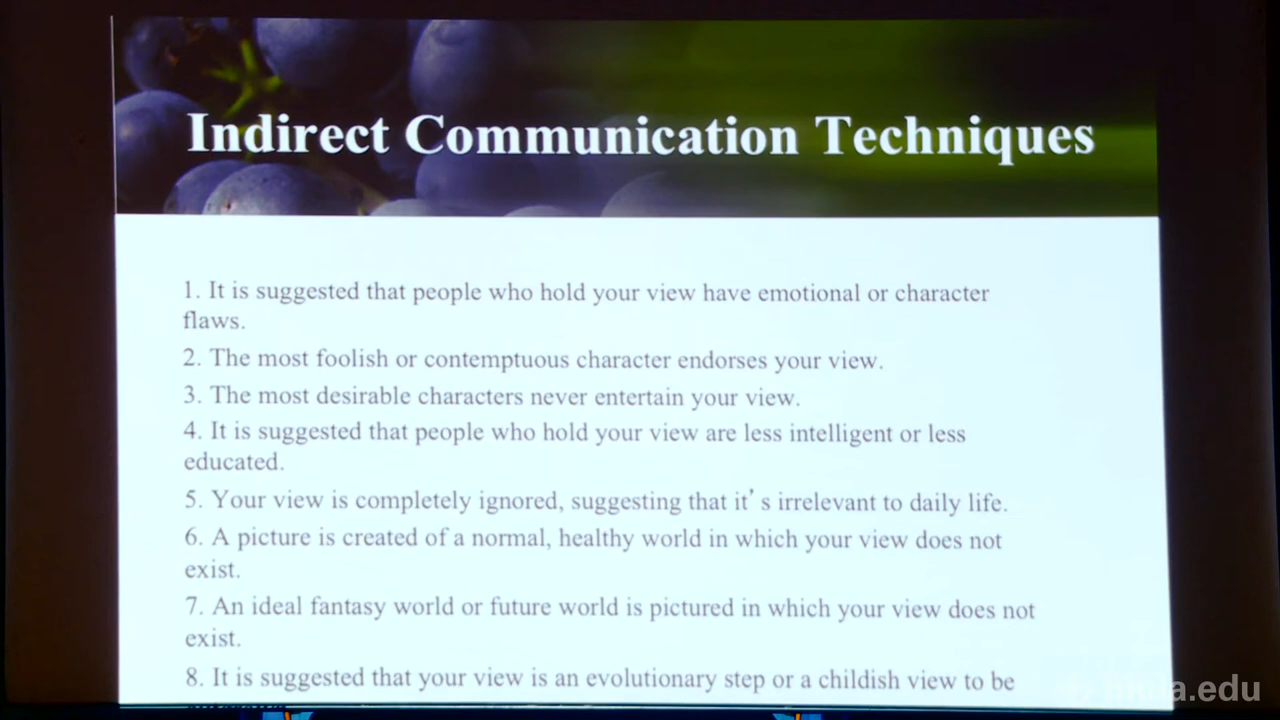 Indirect Communication Techniques
1. It is suggested that people who hold your view have emotional or character
flaws.
2. The most foolish or contemptuous character endorses your view.
3. The most desirable characters never entertain your view.
4. It is suggested that people who hold your view are less intelligent or less
educated.
5. Your view is completely ignored, suggesting that it’ s irrelevant to daily life.
6. A picture is created of a normal, healthy world in which your view does not
exist.
7. An ideal fantasy world or future world is pictured in which your view does not
exist.
8. It is suggested that your view is an evolutionary step or a childish view to be